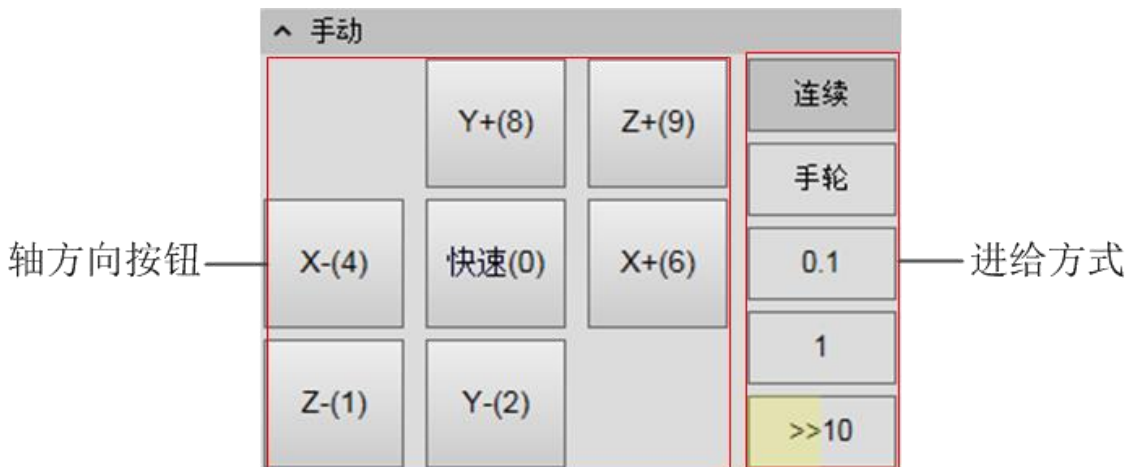 手动
Y+(8)
Z+(9)
连续
手轮
轴方向按钮
X-(4)
快速(0)
X+(6)
0.1
进给方式
1
Z-(1)
Y-(2)
>>10